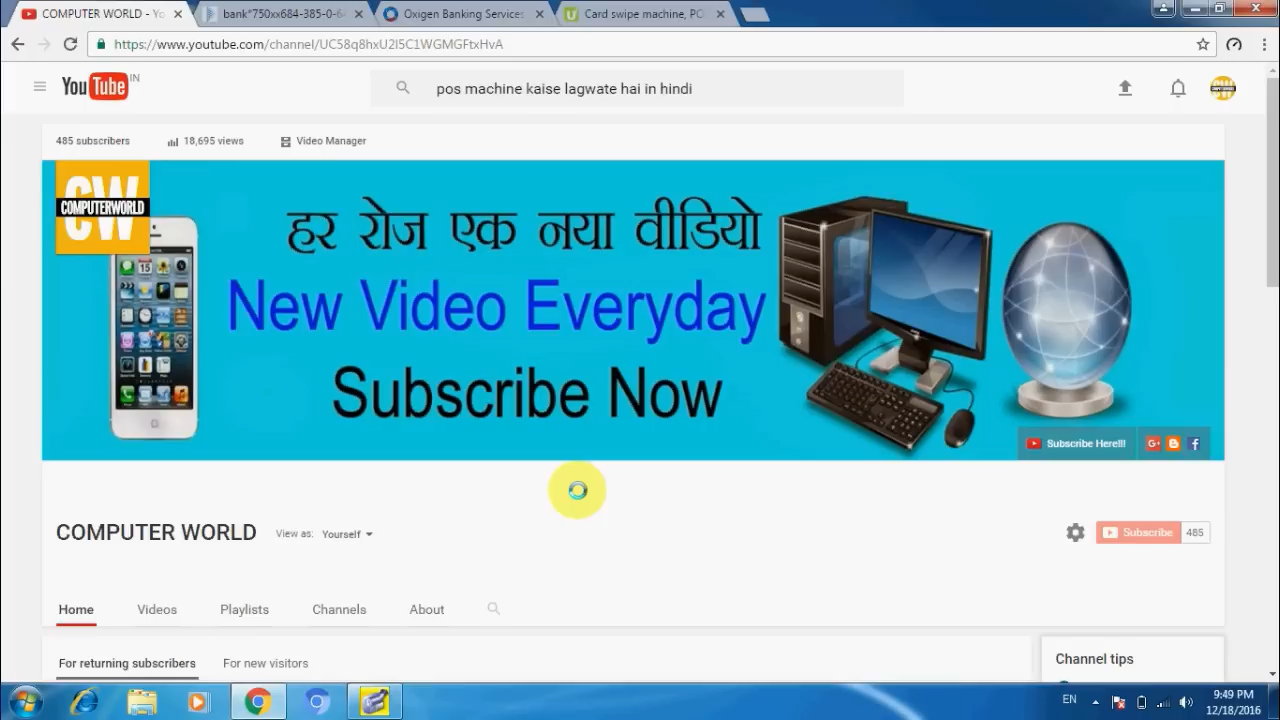 COMPUTER WORLD - Yo
bank*750xx684-385-0-64
Oxigen Banking Services
Card swipe machine, PO
https://www.youtube.com/channel/UC58q8hxU2I5C1WGMGFtxHvA
YouTube IN
pos machine kaise lagwate hai in hindi
485 subscribers
18,695 views
Video Manager
CW
COMPUTERWORLD
हर रोज एक नया वीडियो
New Video Everyday
Subscribe Now
Subscribe Here!!!
COMPUTER WORLD
View as: Yourself
Subscribe 485
Home Videos Playlists Channels About
For returning subscribers
For new visitors
Channel tips
EN
9:49 PM
12/18/2016